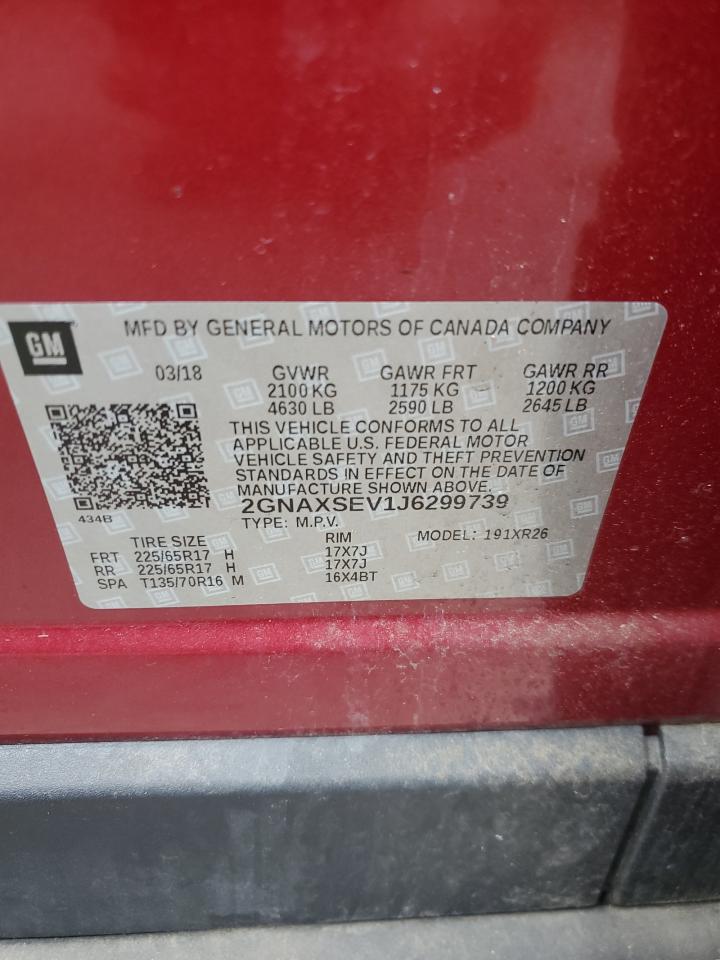 GM
MFD BY GENERAL MOTORS OF CANADA COMPANY
03/18 GVWR GAWR FRT GAWR RR
2100 KG 1175 KG 1200 KG
4630 LB 2590 LB 2645 LB
THIS VEHICLE CONFORMS TO ALL
APPLICABLE U.S. FEDERAL MOTOR
VEHICLE SAFETY AND THEFT PREVENTION
STANDARDS IN EFFECT ON THE DATE OF
MANUFACTURE SHOWN ABOVE.
2GNAXSEV1J6299739
434B
TYPE: M.P.V. MODEL: 191XR26
TIRE SIZE RIM
FRT 225/65R17 H 17X7J
RR 225/65R17 H 17X7J
SPA T135/70R16 M 16X4BT